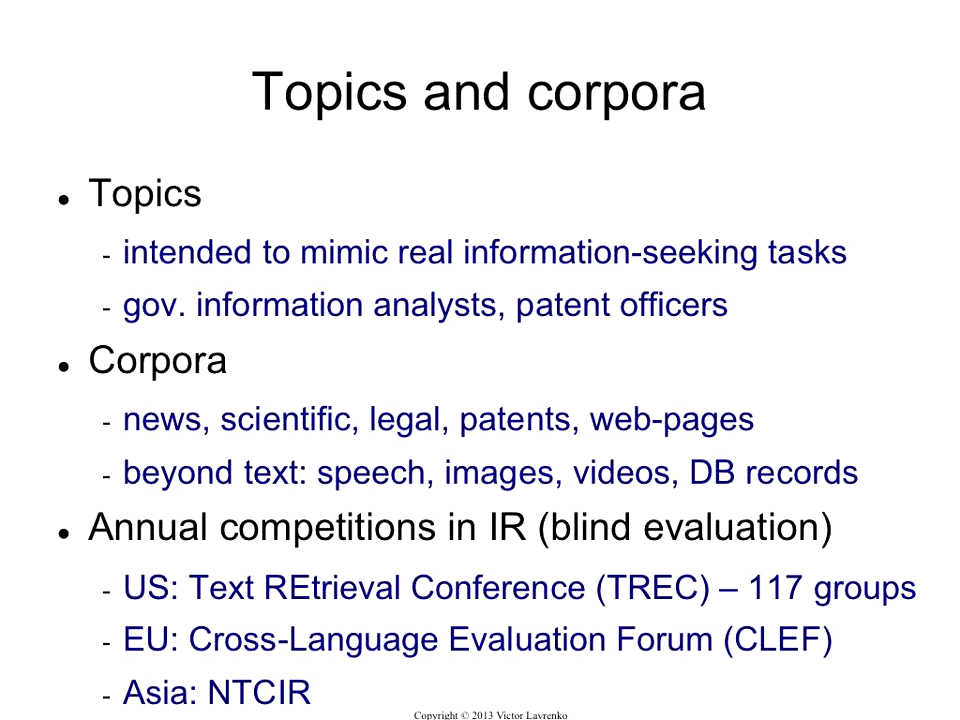 Topics and corpora
● Topics
- intended to mimic real information-seeking tasks
- gov. information analysts, patent officers
● Corpora
- news, scientific, legal, patents, web-pages
- beyond text: speech, images, videos, DB records
● Annual competitions in IR (blind evaluation)
- US: Text REtrieval Conference (TREC) – 117 groups
- EU: Cross-Language Evaluation Forum (CLEF)
- Asia: NTCIR
Copyright © 2013 Victor Lavrenko